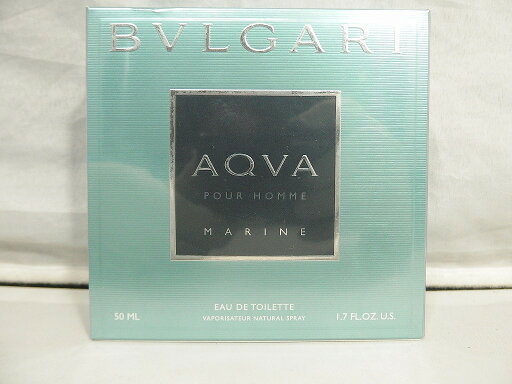 BVLGARI
AQVA
POUR HOMME
MARINE
EAU DE TOILETTE
50 ML VAPORISATEUR NATURAL SPRAY 1.7 FL.OZ. U.S.